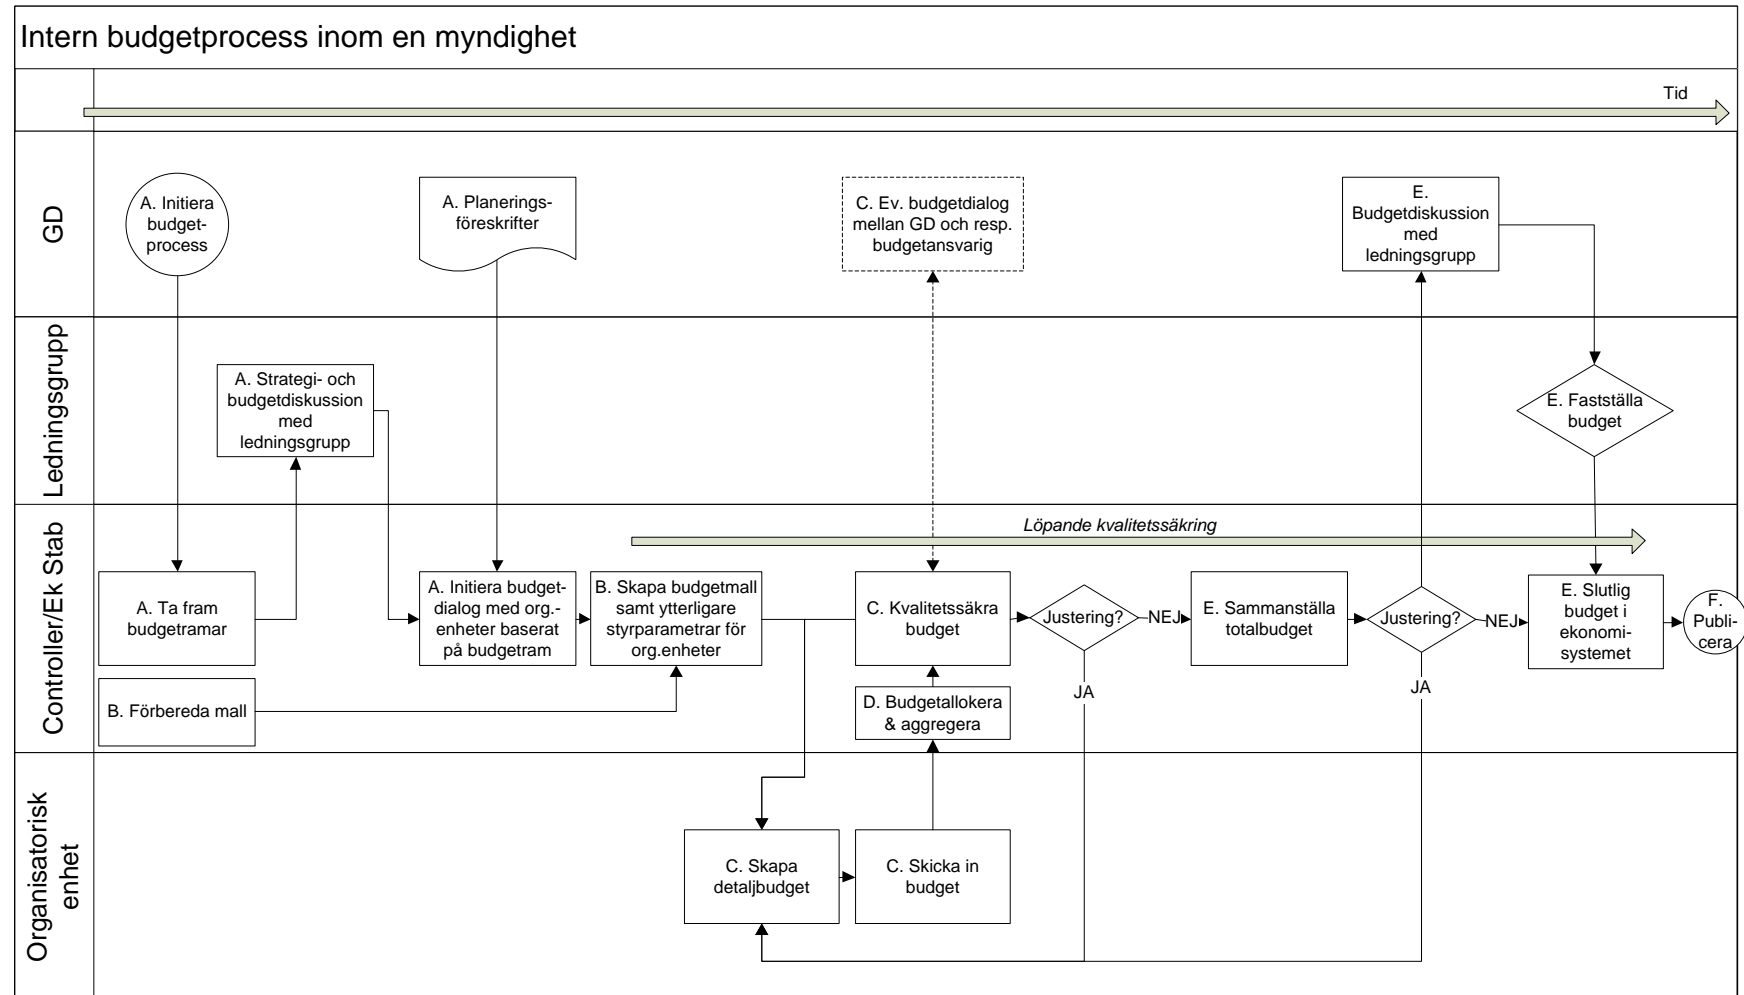 Intern budgetprocess inom en myndighet
Tid
GD
A. Initiera
budget-
process
A. Planerings-
föreskrifter
C. Ev. budgetdialog
mellan GD och resp.
budgetansvarig
E.
Budgetdiskussion
med
ledningsgrupp
Ledningsgrupp
A. Strategi- och
budgetdiskussion
med
ledningsgrupp
E. Fastställa
budget
Controller/Ek Stab
Löpande kvalitetssäkring
A. Ta fram
budgetramar
A. Initiera budget-
dialog med org.-
enheter baserat
på budgetram
B. Skapa budgetmall
samt ytterligare
styrparametrar för
org.enheter
C. Kvalitetssäkra
budget
Justering?
NEJ
E. Sammanställa
totalbudget
Justering?
NEJ
E. Slutlig
budget i
ekonomi-
systemet
F.
Publi-
cera
B. Förbereda mall
D. Budgetallokera
& aggregera
JA
JA
Organisatorisk
enhet
C. Skapa
detaljbudget
C. Skicka in
budget